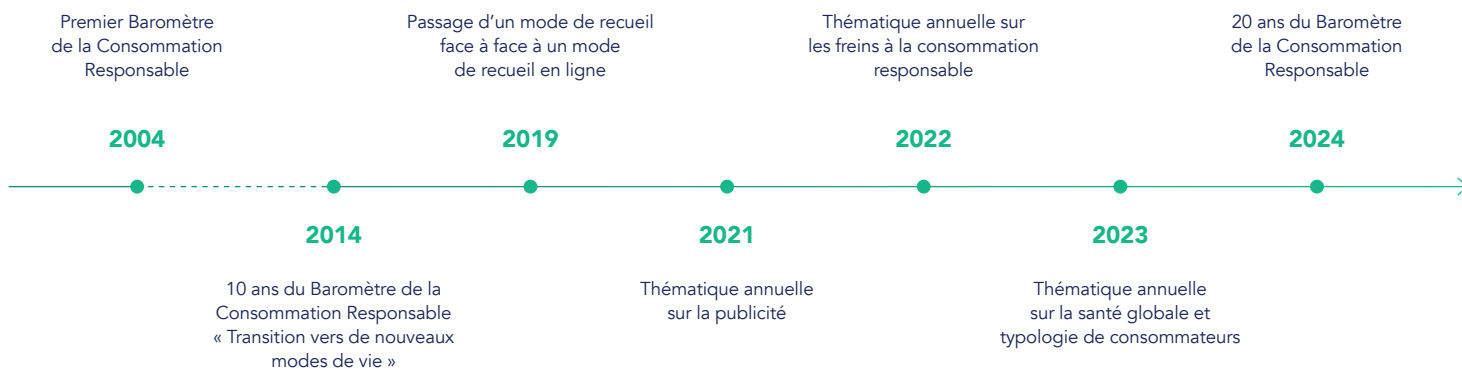 Premier Baromètre
de la Consommation
Responsable
2004
10 ans du Baromètre de la
Consommation Responsable
« Transition vers de nouveaux
modes de vie »
2014
Passage d’un mode de recueil
face à face à un mode
de recueil en ligne
2019
2021
Thématique annuelle
sur la publicité
Thématique annuelle sur
les freins à la consommation
responsable
2022
2023
Thématique annuelle
sur la santé globale et
typologie de consommateurs
20 ans du Baromètre
de la Consommation
Responsable
2024